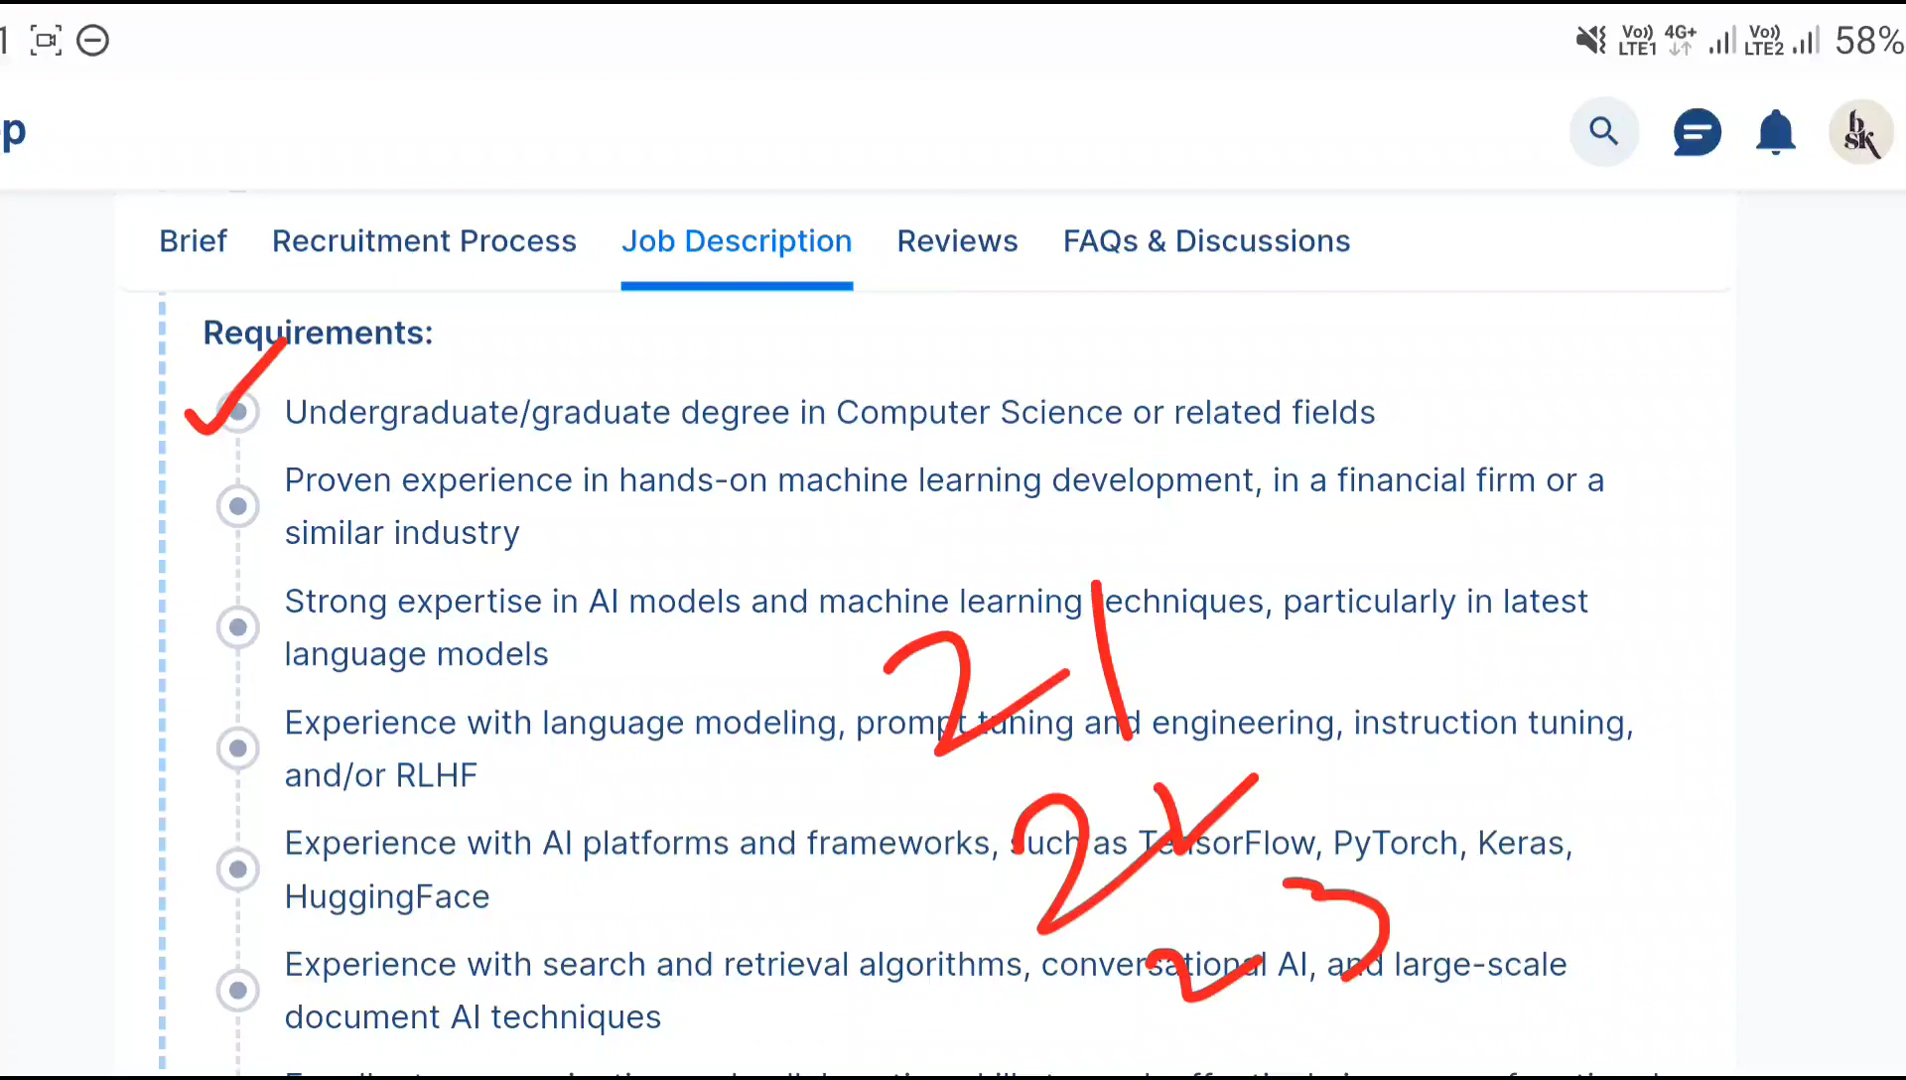 1 Vo)) LTE1 4G+ Vo)) LTE2 58%
p
b sk
Brief Recruitment Process Job Description Reviews FAQs & Discussions
Requirements:
Undergraduate/graduate degree in Computer Science or related fields
Proven experience in hands-on machine learning development, in a financial firm or a
similar industry
Strong expertise in AI models and machine learning techniques, particularly in latest
language models
21
Experience with language modeling, prompt tuning and engineering, instruction tuning,
and/or RLHF
Experience with AI platforms and frameworks, such as TensorFlow, PyTorch, Keras,
HuggingFace
23
Experience with search and retrieval algorithms, conversational AI, and large-scale
document AI techniques